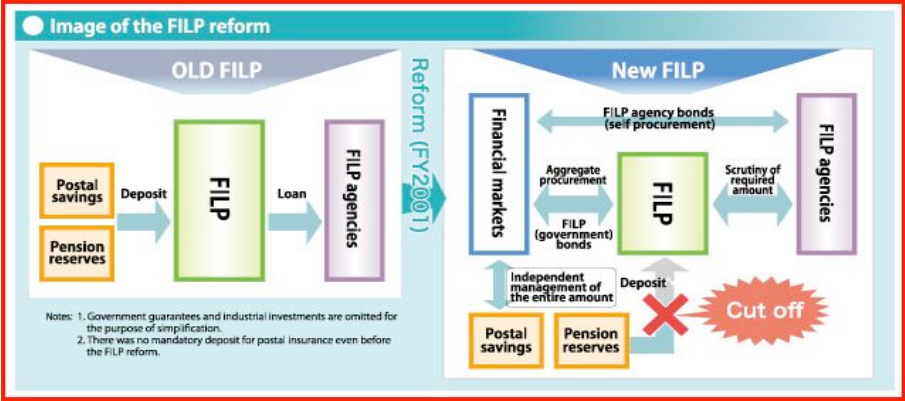 Image of the FILP reform
OLD FILP
Postal
savings
Pension
reserves
Deposit
FILP
Loan
FILP agencies
Notes: 1. Government guarantees and industrial investments are omitted for
the purpose of simplification.
2. There was no mandatory deposit for postal insurance even before
the FILP reform.
Reform (FY2001)
New FILP
Financial markets
FILP agency bonds
(self procurement)
FILP agencies
Aggregate
procurement
FILP
(government)
bonds
FILP
Scrutiny of
required
amount
Independent
management of
the entire amount
Deposit
Cut off
Postal
savings
Pension
reserves